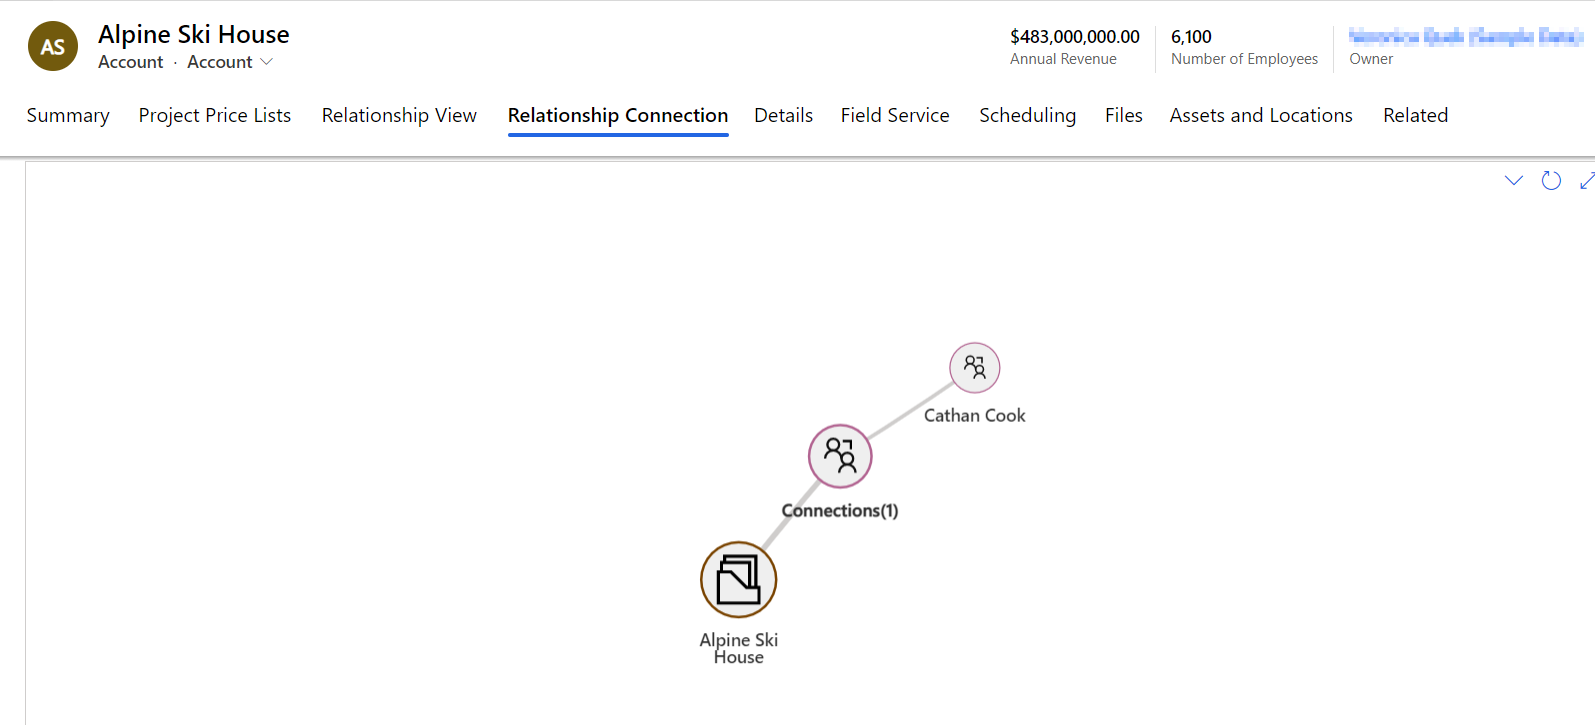 AS
Alpine Ski House
Account · Account
$483,000,000.00
Annual Revenue
6,100
Number of Employees
Owner
Summary Project Price Lists Relationship View Relationship Connection Details Field Service Scheduling Files Assets and Locations Related
Cathan Cook
Connections(1)
Alpine Ski
House